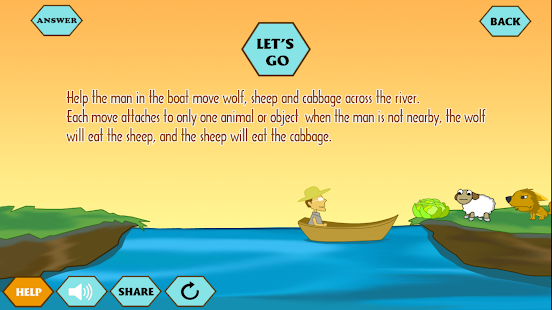 ANSWER
BACK
LET'S
GO
Help the man in the boat move wolf, sheep and cabbage across the river.
Each move attaches to only one animal or object when the man is not nearby, the wolf
will eat the sheep, and the sheep will eat the cabbage.
HELP
SHARE